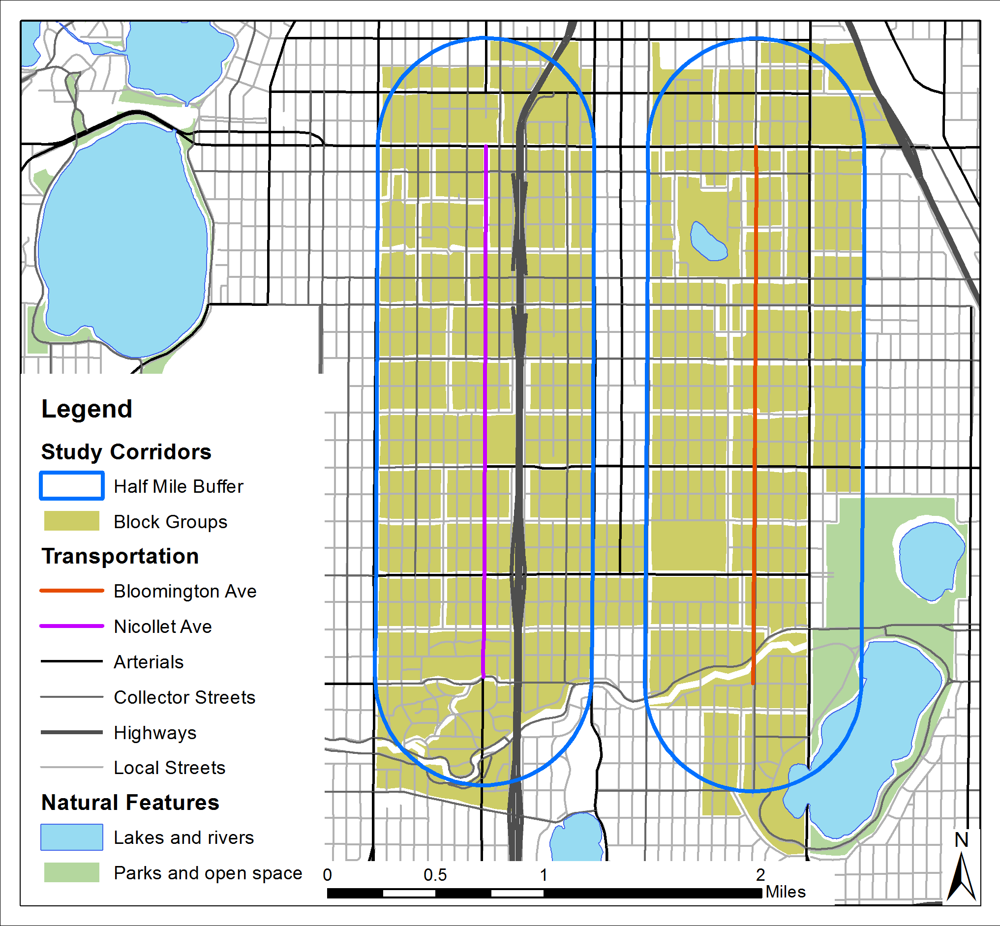 Legend
Study Corridors
Half Mile Buffer
Block Groups
Transportation
Bloomington Ave
Nicollet Ave
Arterials
Collector Streets
Highways
Local Streets
Natural Features
Lakes and rivers
Parks and open space
0 0.5 1 2
Miles
N